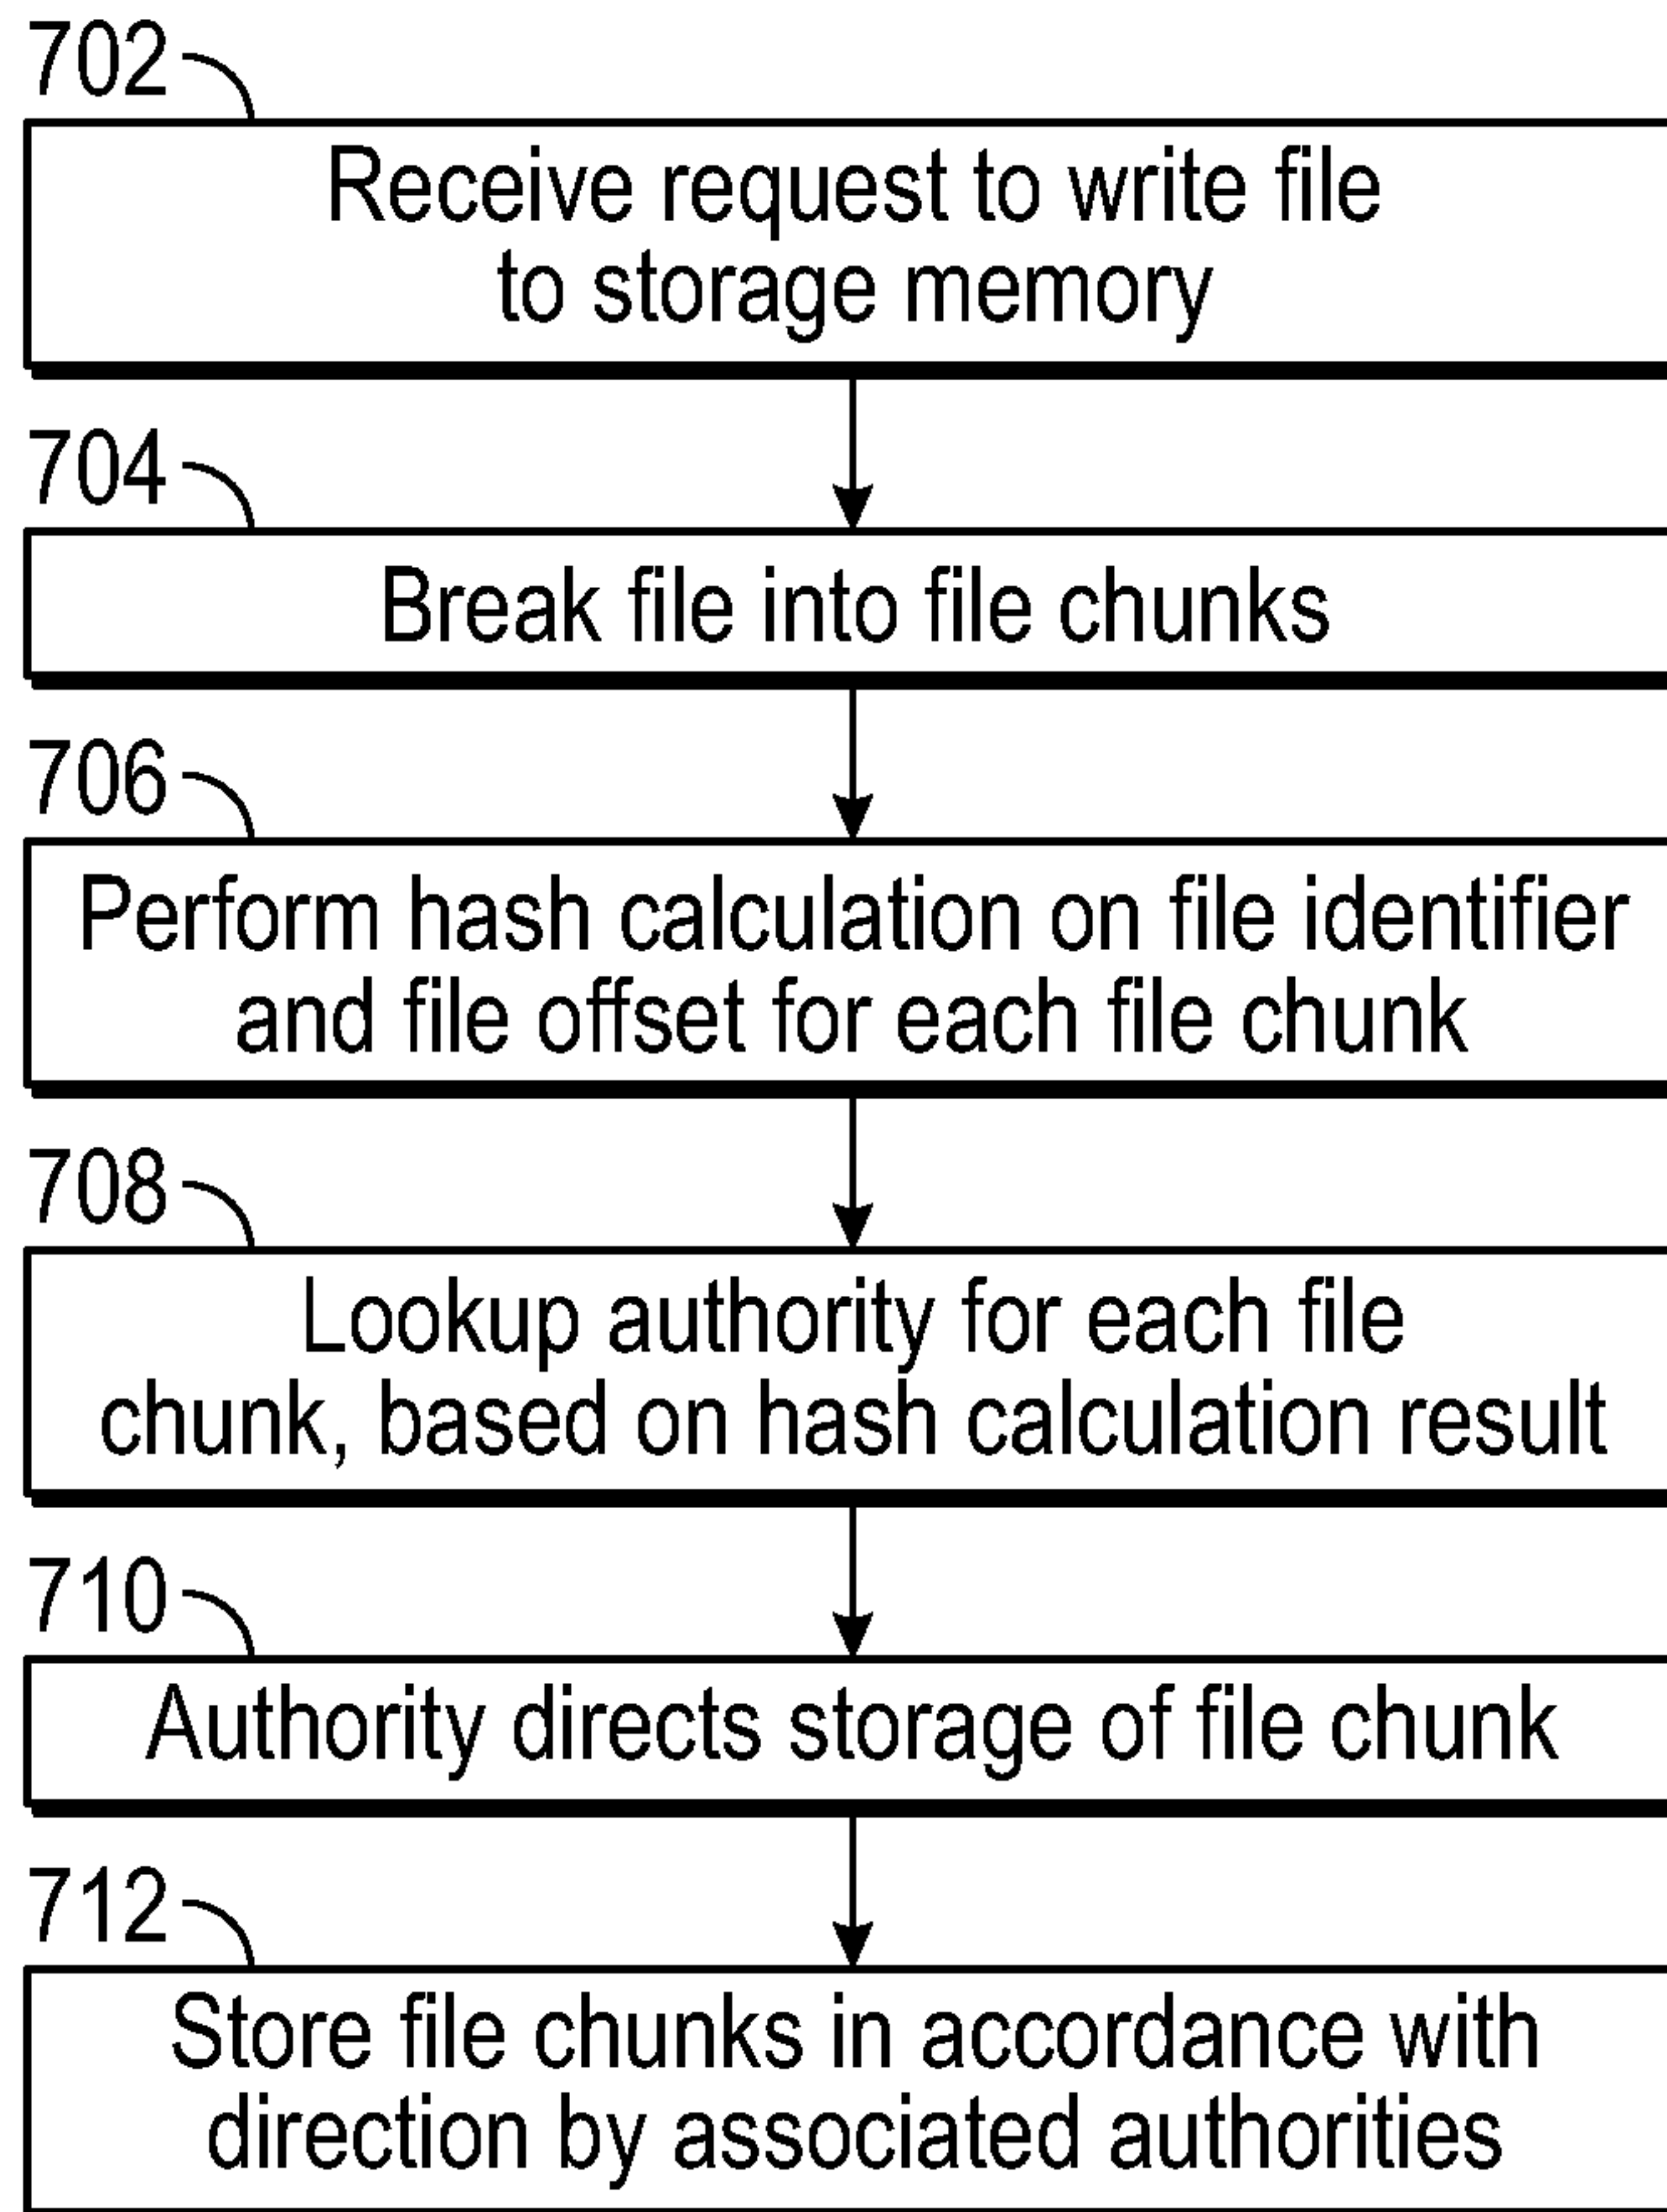 702
Receive request to write file
to storage memory
704
Break file into file chunks
706
Perform hash calculation on file identifier
and file offset for each file chunk
708
Lookup authority for each file
chunk, based on hash calculation result
710
Authority directs storage of file chunk
712
Store file chunks in accordance with
direction by associated authorities